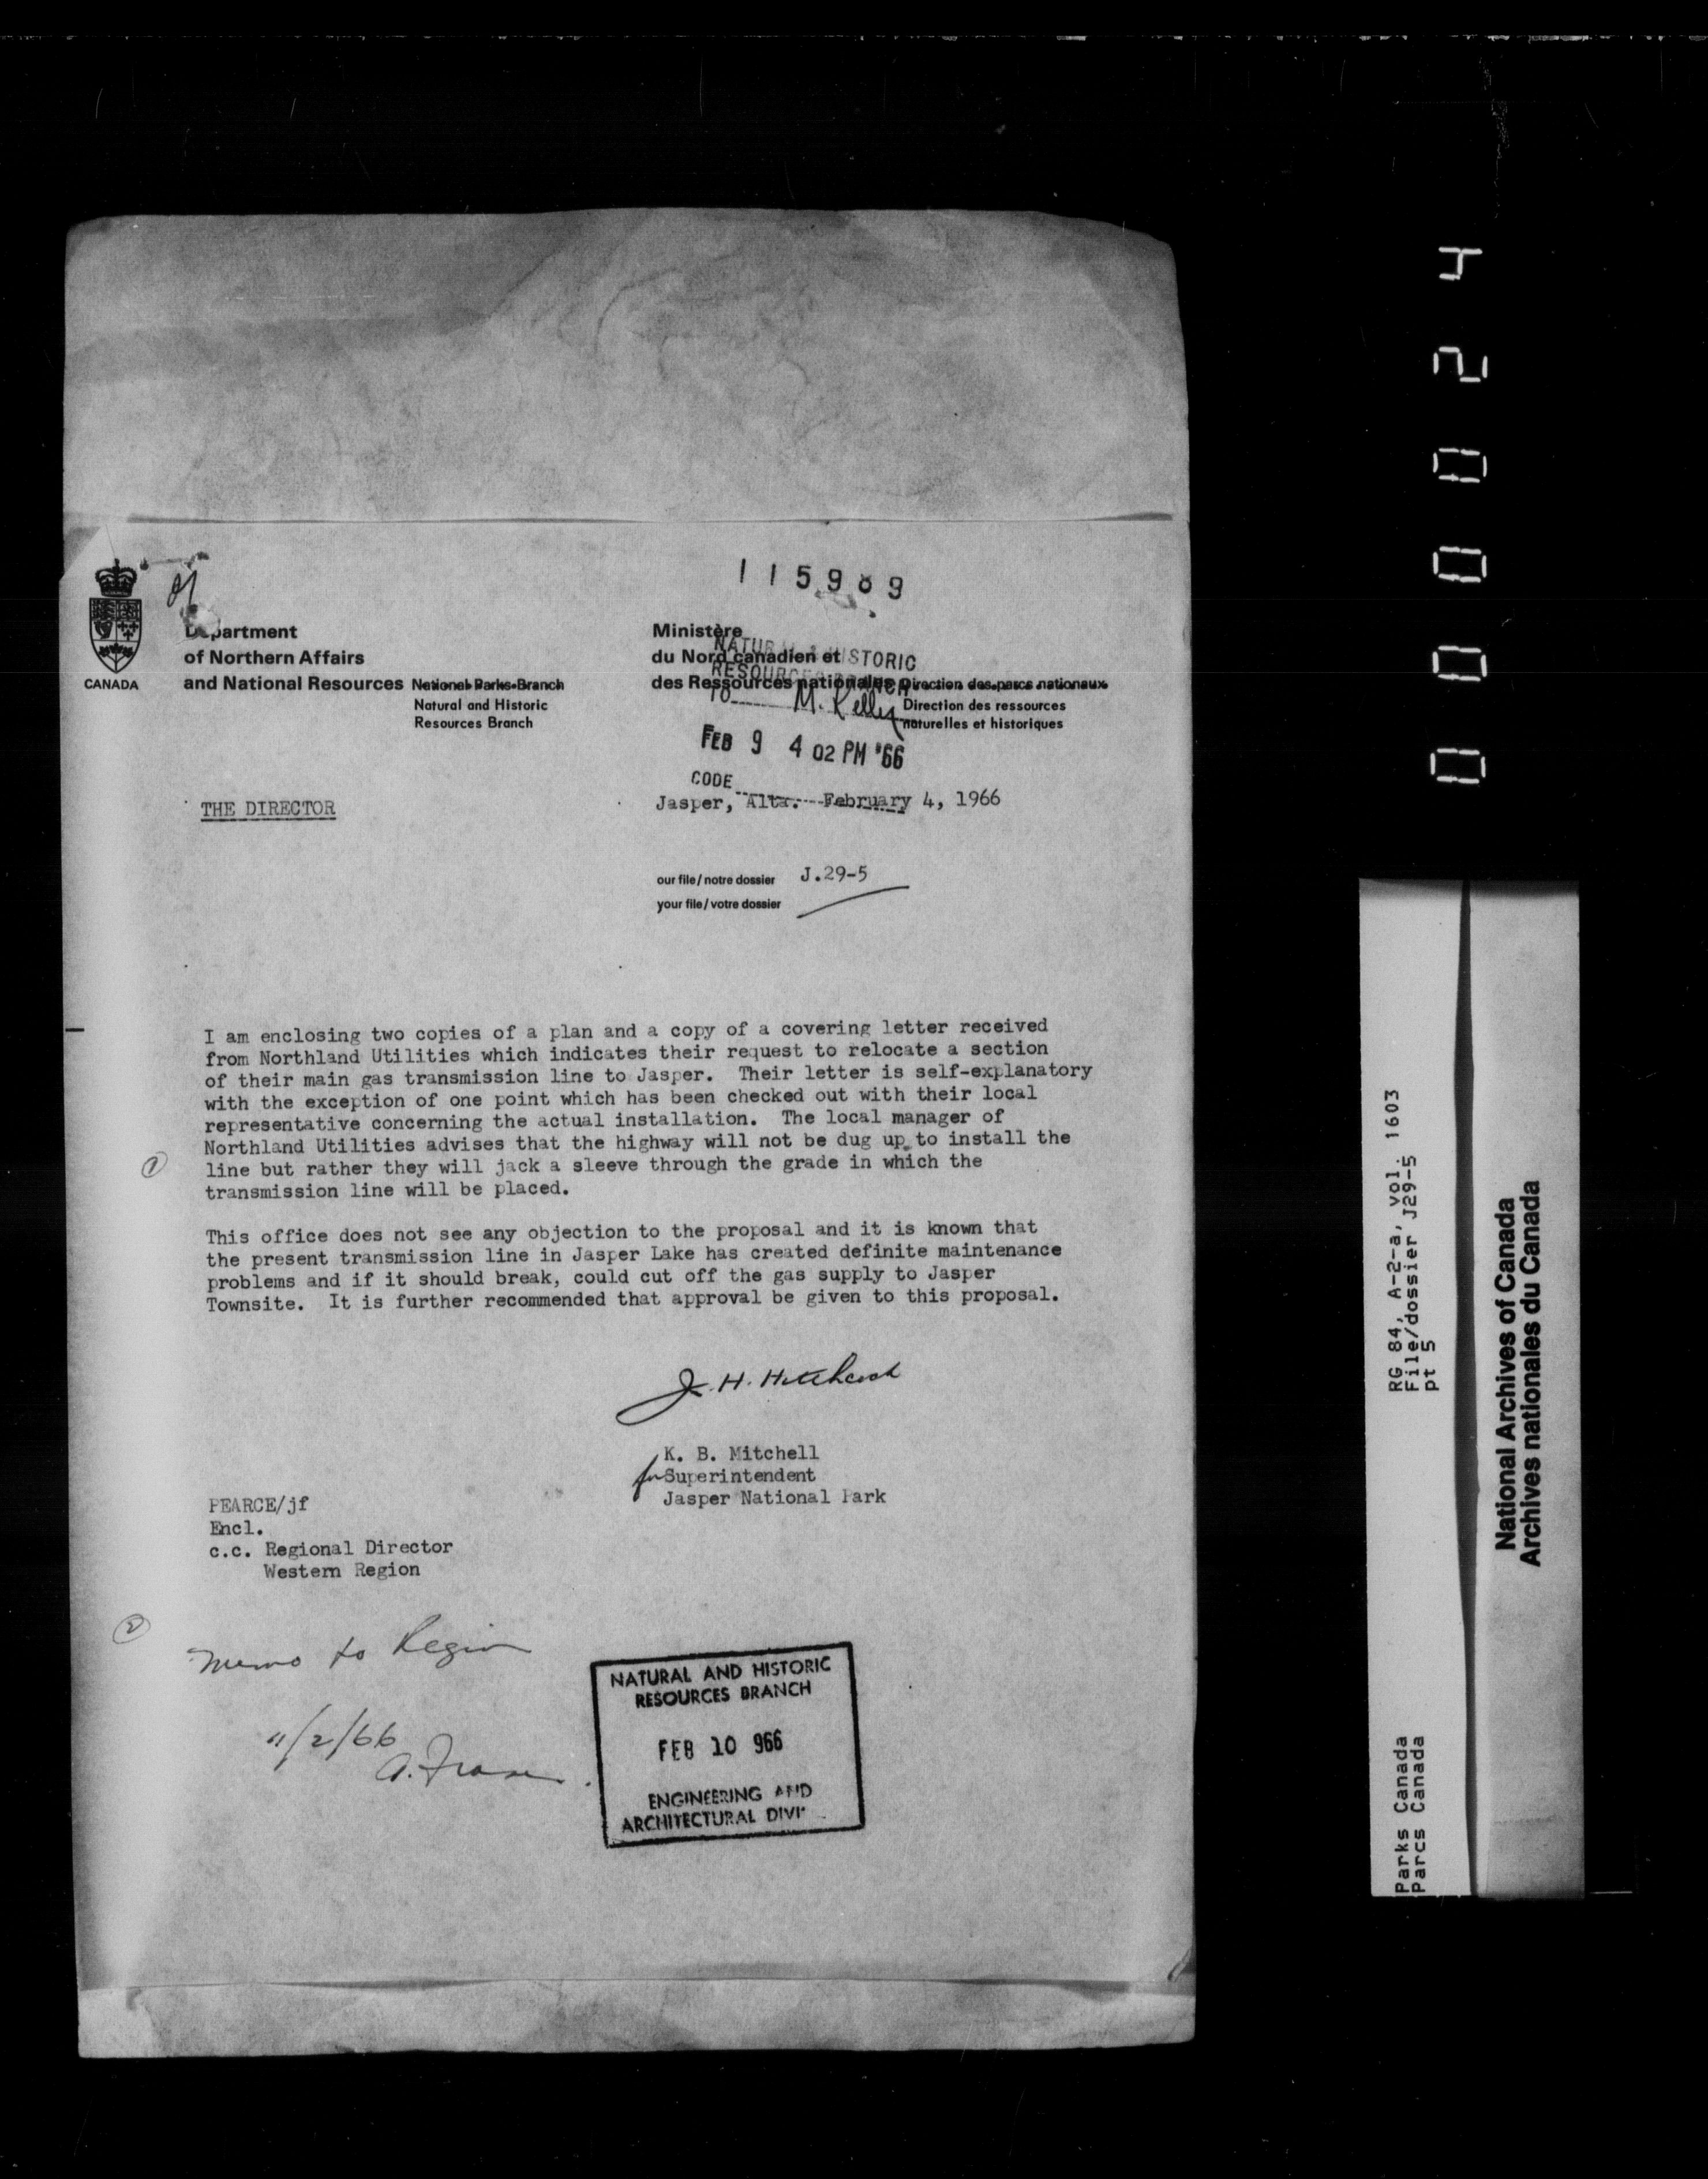 115989
CANADA
Department
of Northern Affairs
and National Resources National Parks Branch
Natural and Historic
Resources Branch
Ministère
du Nord canadien et
des Ressources nationales Direction des parcs nationaux
Direction des ressources
naturelles et historiques
NATURAL & HISTORIC
RESOURCES BRANCH
TO M. Kelley
FEB 9 4 02 PM '66
CODE
THE DIRECTOR
Jasper, Alta. February 4, 1966
our file/notre dossier J.29-5
your file/votre dossier
I am enclosing two copies of a plan and a copy of a covering letter received
from Northland Utilities which indicates their request to relocate a section
of their main gas transmission line to Jasper. Their letter is self-explanatory
with the exception of one point which has been checked out with their local
representative concerning the actual installation. The local manager of
Northland Utilities advises that the highway will not be dug up to install the
1 line but rather they will jack a sleeve through the grade in which the
transmission line will be placed.
This office does not see any objection to the proposal and it is known that
the present transmission line in Jasper Lake has created definite maintenance
problems and if it should break, could cut off the gas supply to Jasper
Townsite. It is further recommended that approval be given to this proposal.
J. H. Hitchcock
K. B. Mitchell
for Superintendent
Jasper National Park
PEARCE/jf
Encl.
c.c. Regional Director
Western Region
2
Memo to Region
11/2/66
A. Fraser.
NATURAL AND HISTORIC
RESOURCES BRANCH
FEB 10 966
ENGINEERING AND
ARCHITECTURAL DIVI
00002
RG 84, A-2-a, vol. 1603
File/dossier J29-5
pt 5
Parks Canada
Parcs Canada
National Archives of Canada
Archives nationales du Canada